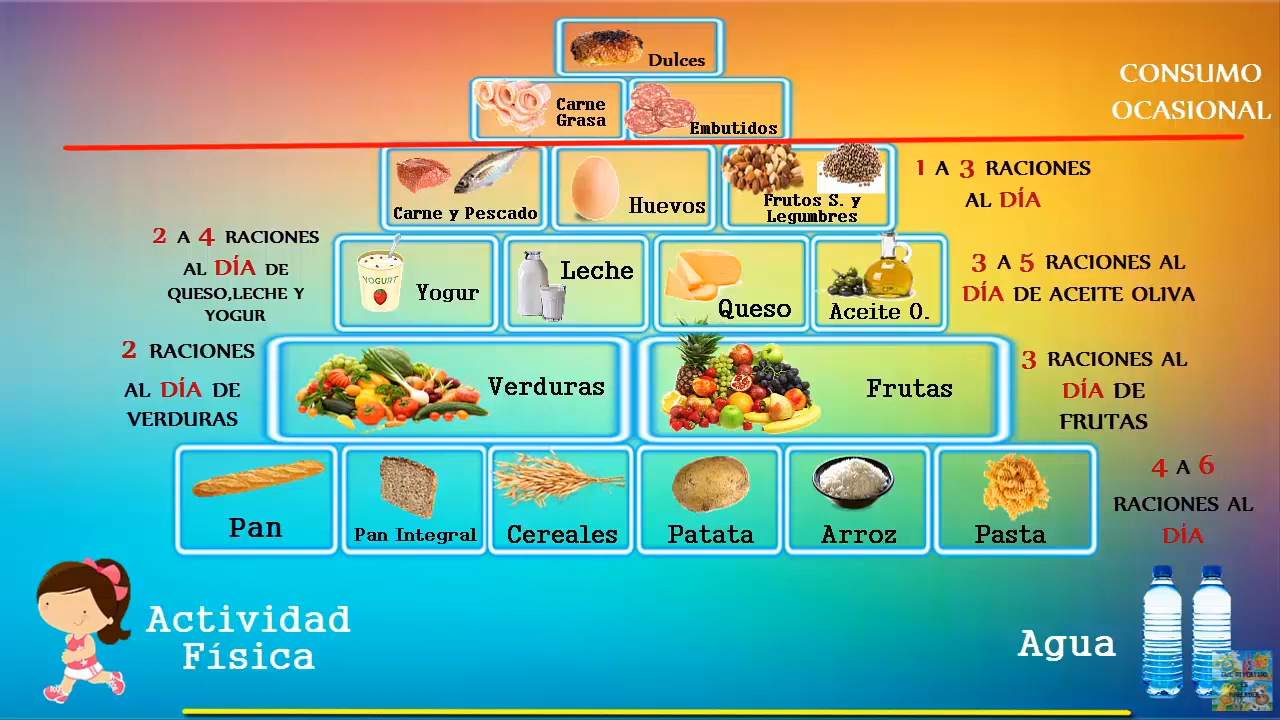 Dulces
CONSUMO
OCASIONAL
Carne
Grasa
Embutidos
Carne y Pescado
Huevos
Frutos S. y
Legumbres
1 A 3 RACIONES
AL DÍA
2 A 4 RACIONES
AL DÍA DE
QUESO,LECHE Y
YOGUR
YOGURT
Yogur
Leche
Queso
Aceite O.
3 A 5 RACIONES AL
DÍA DE ACEITE OLIVA
2 RACIONES
AL DÍA DE
VERDURAS
Verduras
Frutas
3 RACIONES AL
DÍA DE
FRUTAS
Pan
Pan Integral
Cereales
Patata
Arroz
Pasta
4 A 6
RACIONES AL
DÍA
Actividad
Física
Agua